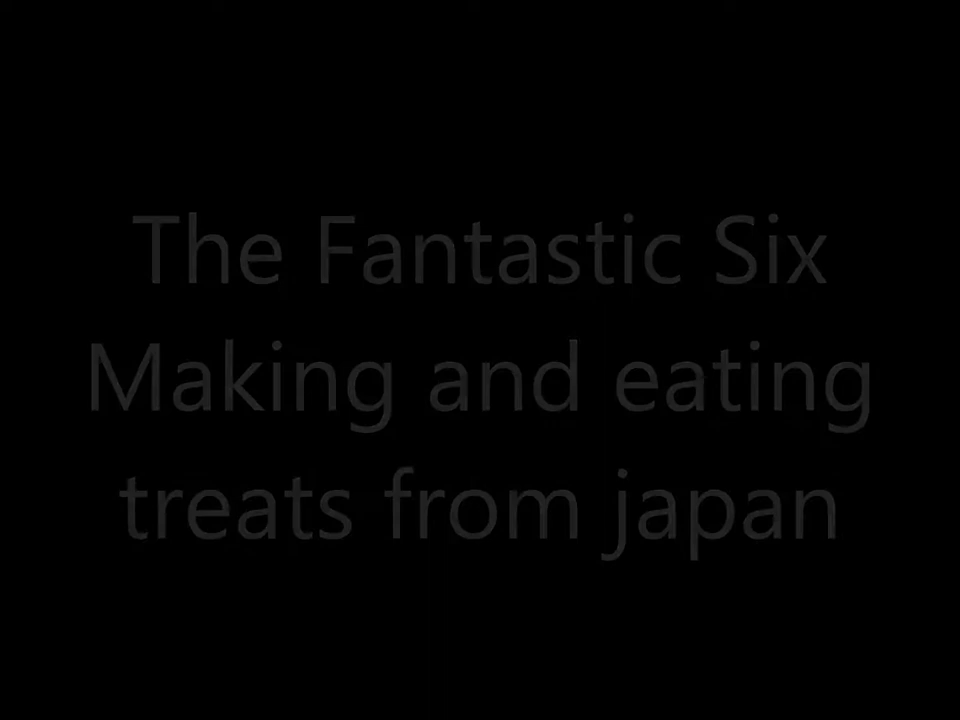 The Fantastic Six
Making and eating
treats from japan